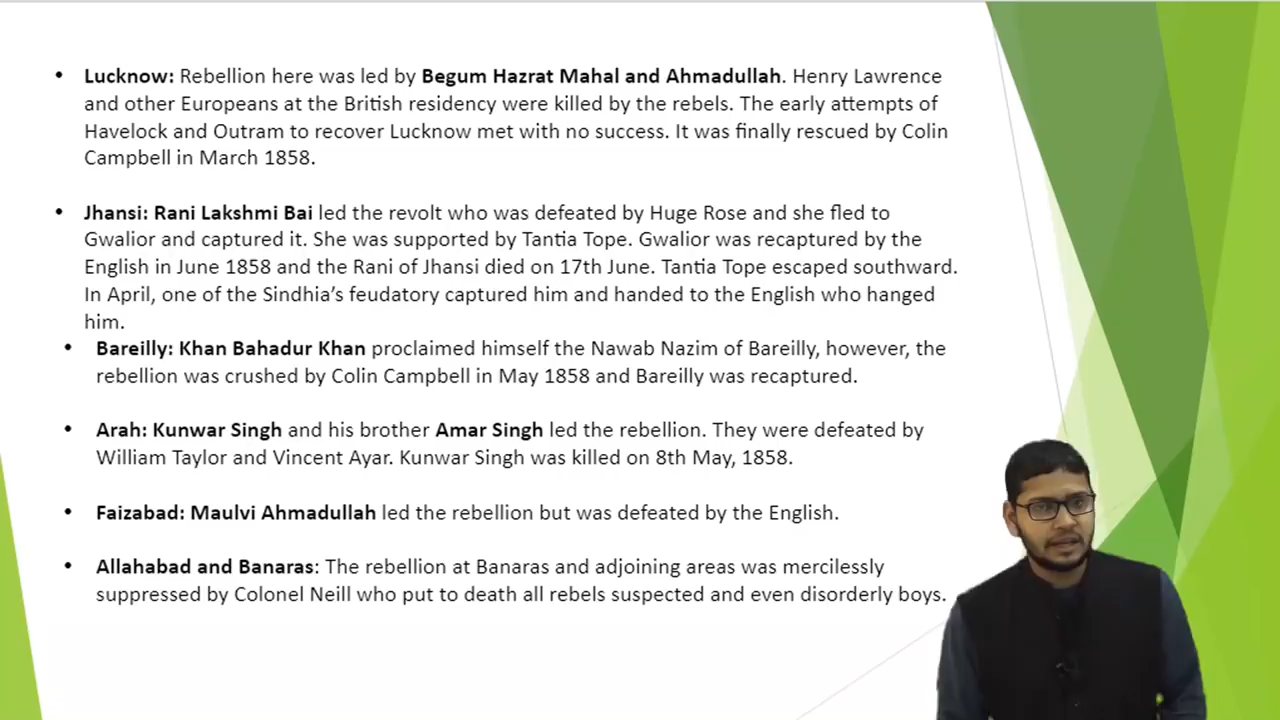 • Lucknow: Rebellion here was led by Begum Hazrat Mahal and Ahmadullah. Henry Lawrence
and other Europeans at the British residency were killed by the rebels. The early attempts of
Havelock and Outram to recover Lucknow met with no success. It was finally rescued by Colin
Campbell in March 1858.
• Jhansi: Rani Lakshmi Bai led the revolt who was defeated by Huge Rose and she fled to
Gwalior and captured it. She was supported by Tantia Tope. Gwalior was recaptured by the
English in June 1858 and the Rani of Jhansi died on 17th June. Tantia Tope escaped southward.
In April, one of the Sindhia’s feudatory captured him and handed to the English who hanged
him.
• Bareilly: Khan Bahadur Khan proclaimed himself the Nawab Nazim of Bareilly, however, the
rebellion was crushed by Colin Campbell in May 1858 and Bareilly was recaptured.
• Arah: Kunwar Singh and his brother Amar Singh led the rebellion. They were defeated by
William Taylor and Vincent Ayar. Kunwar Singh was killed on 8th May, 1858.
• Faizabad: Maulvi Ahmadullah led the rebellion but was defeated by the English.
• Allahabad and Banaras: The rebellion at Banaras and adjoining areas was mercilessly
suppressed by Colonel Neill who put to death all rebels suspected and even disorderly boys.